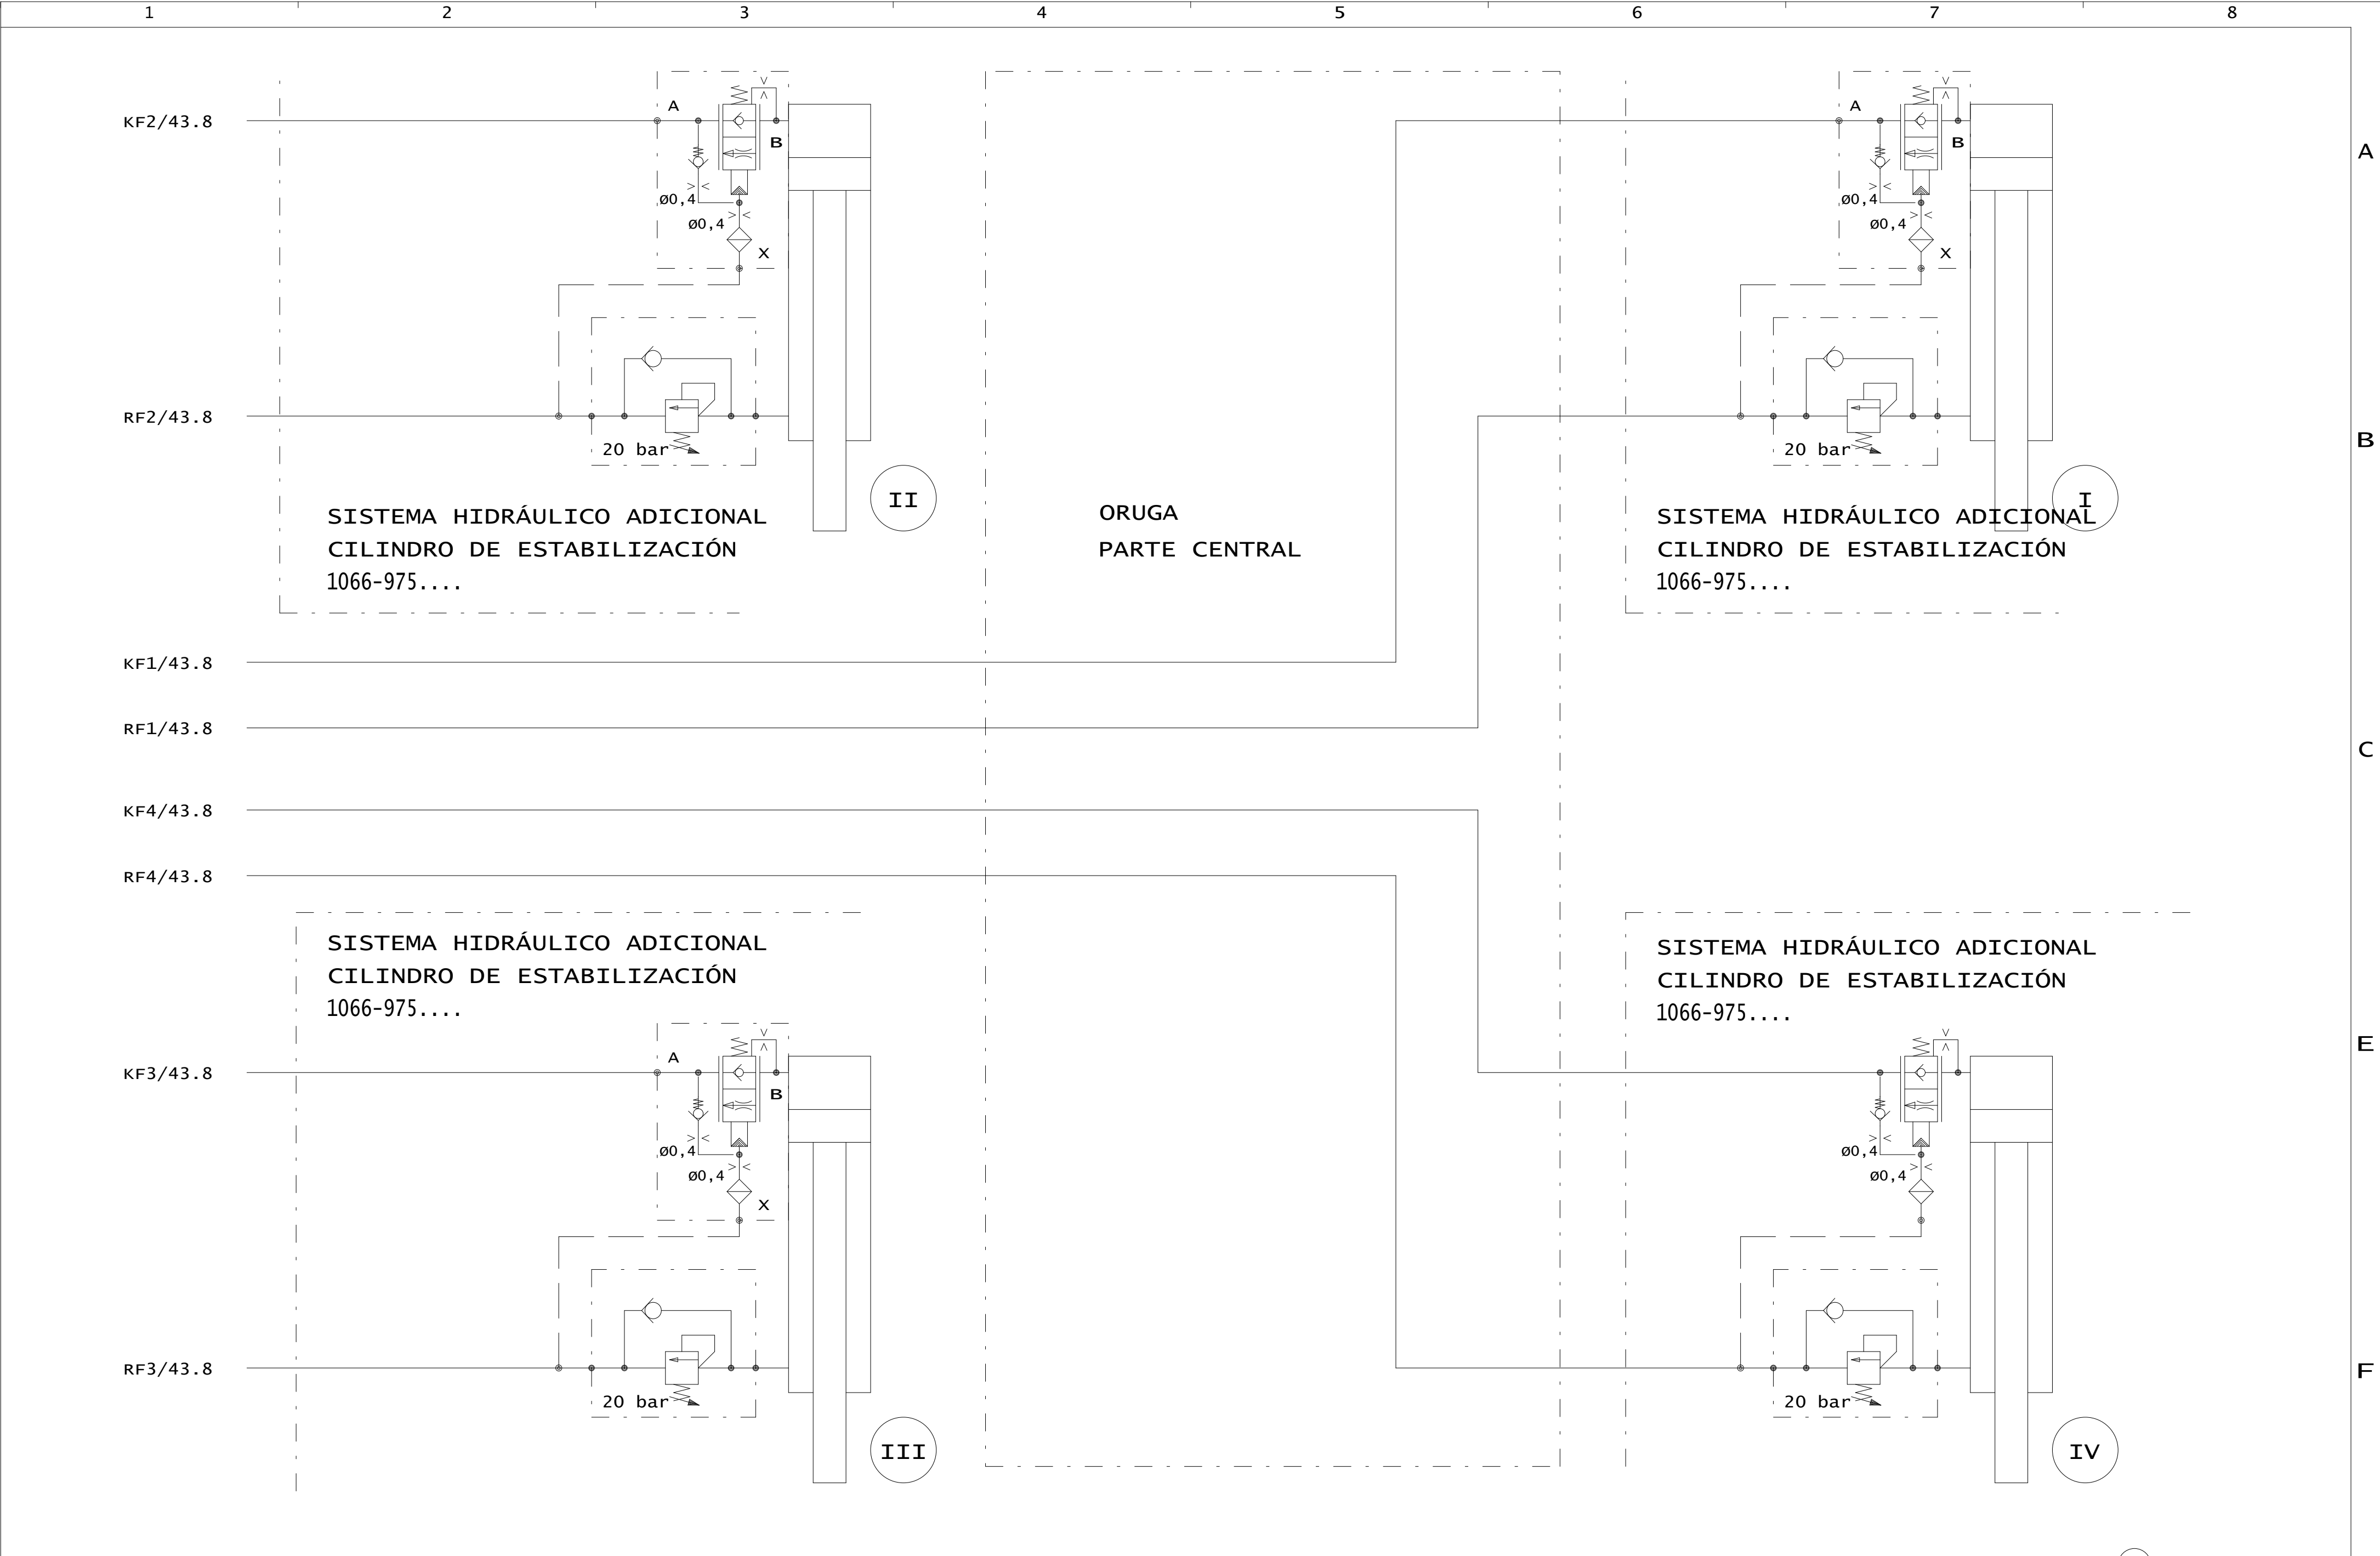 1 2 3 4 5 6 7 8
A A
KF2/43.8
B B
A
ø0,4 ø0,4
ø0,4 ø0,4
X X
RF2/43.8
20 bar 20 bar
B
II I
SISTEMA HIDRÁULICO ADICIONAL
CILINDRO DE ESTABILIZACIÓN
1066-975....
ORUGA
PARTE CENTRAL
SISTEMA HIDRÁULICO ADICIONAL
CILINDRO DE ESTABILIZACIÓN
1066-975....
KF1/43.8
RF1/43.8
C
KF4/43.8
RF4/43.8
SISTEMA HIDRÁULICO ADICIONAL
CILINDRO DE ESTABILIZACIÓN
1066-975....
SISTEMA HIDRÁULICO ADICIONAL
CILINDRO DE ESTABILIZACIÓN
1066-975....
E
A
KF3/43.8
B
ø0,4 ø0,4
ø0,4 ø0,4
X
RF3/43.8
F
20 bar 20 bar
III IV